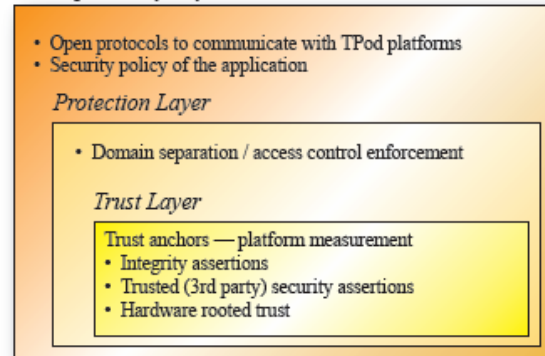 • Open protocols to communicate with TPod platforms
• Security policy of the application
Protection Layer
• Domain separation / access control enforcement
Trust Layer
Trust anchors — platform measurement
• Integrity assertions
• Trusted (3rd party) security assertions
• Hardware rooted trust